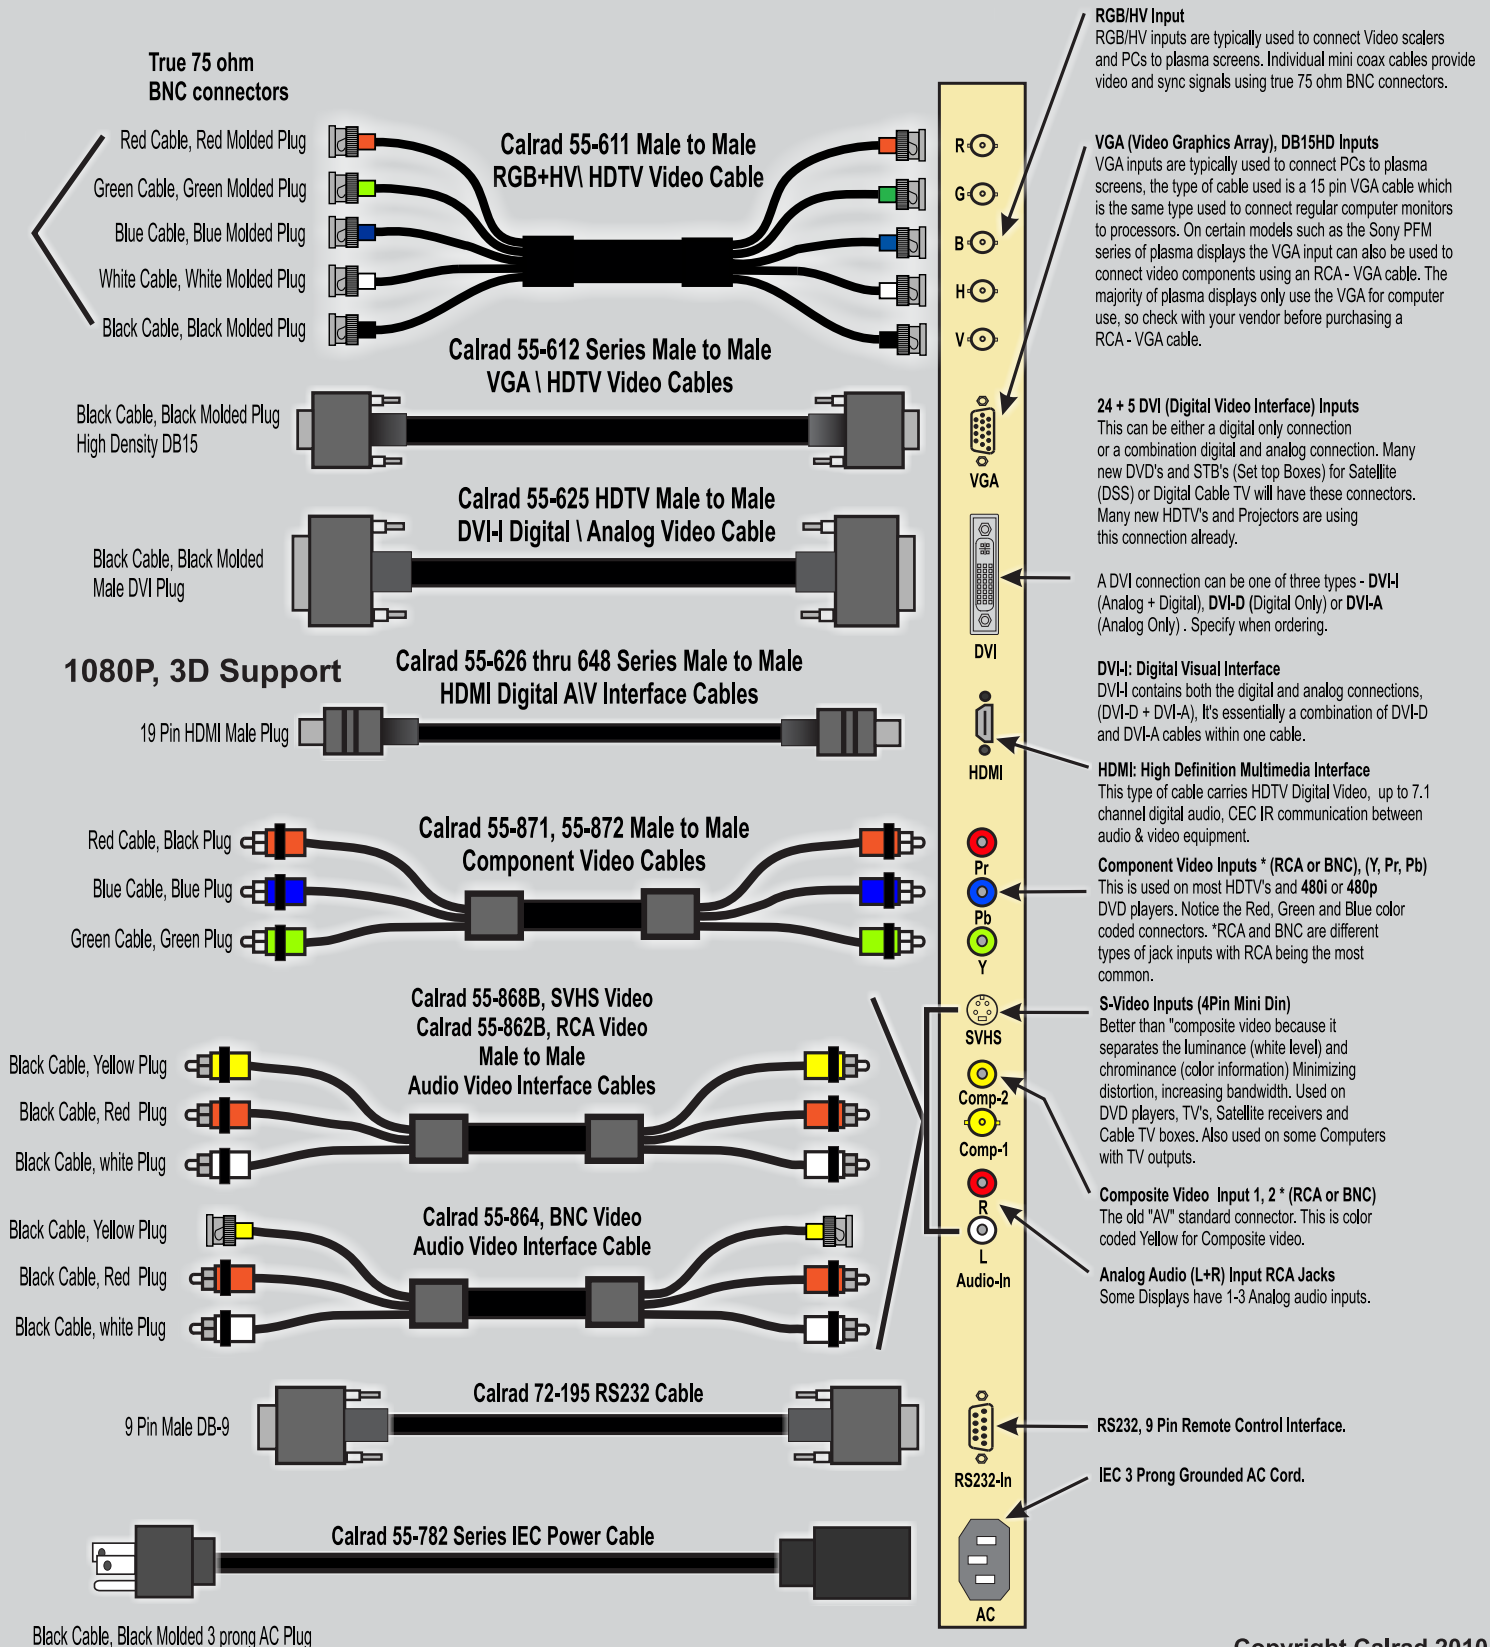 True 75 ohm
BNC connectors
Red Cable, Red Molded Plug
Green Cable, Green Molded Plug
Blue Cable, Blue Molded Plug
White Cable, White Molded Plug
Black Cable, Black Molded Plug
Calrad 55-611 Male to Male
RGB+HV\ HDTV Video Cable
Calrad 55-612 Series Male to Male
VGA \ HDTV Video Cables
Black Cable, Black Molded Plug
High Density DB15
Calrad 55-625 HDTV Male to Male
DVI-I Digital \ Analog Video Cable
Black Cable, Black Molded
Male DVI Plug
1080P, 3D Support
Calrad 55-626 thru 648 Series Male to Male
HDMI Digital A\V Interface Cables
19 Pin HDMI Male Plug
Calrad 55-871, 55-872 Male to Male
Component Video Cables
Red Cable, Black Plug
Blue Cable, Blue Plug
Green Cable, Green Plug
Calrad 55-868B, SVHS Video
Calrad 55-862B, RCA Video
Male to Male
Audio Video Interface Cables
Black Cable, Yellow Plug
Black Cable, Red Plug
Black Cable, white Plug
Calrad 55-864, BNC Video
Audio Video Interface Cable
Black Cable, Yellow Plug
Black Cable, Red Plug
Black Cable, white Plug
Calrad 72-195 RS232 Cable
9 Pin Male DB-9
Calrad 55-782 Series IEC Power Cable
Black Cable, Black Molded 3 prong AC Plug
R
G
B
H
V
VGA
DVI
HDMI
Pr
Pb
Y
SVHS
Comp-2
Comp-1
R
L
Audio-In
RS232-In
AC
RGB/HV Input
RGB/HV inputs are typically used to connect Video scalers
and PCs to plasma screens. Individual mini coax cables provide
video and sync signals using true 75 ohm BNC connectors.
VGA (Video Graphics Array), DB15HD Inputs
VGA inputs are typically used to connect PCs to plasma
screens, the type of cable used is a 15 pin VGA cable which
is the same type used to connect regular computer monitors
to processors. On certain models such as the Sony PFM
series of plasma displays the VGA input can also be used to
connect video components using an RCA - VGA cable. The
majority of plasma displays only use the VGA for computer
use, so check with your vendor before purchasing a
RCA - VGA cable.
24 + 5 DVI (Digital Video Interface) Inputs
This can be either a digital only connection
or a combination digital and analog connection. Many
new DVD's and STB's (Set top Boxes) for Satellite
(DSS) or Digital Cable TV will have these connectors.
Many new HDTV's and Projectors are using
this connection already.
A DVI connection can be one of three types - DVI-I
(Analog + Digital), DVI-D (Digital Only) or DVI-A
(Analog Only) . Specify when ordering.
DVI-I: Digital Visual Interface
DVI-I contains both the digital and analog connections,
(DVI-D + DVI-A), It's essentially a combination of DVI-D
and DVI-A cables within one cable.
HDMI: High Definition Multimedia Interface
This type of cable carries HDTV Digital Video, up to 7.1
channel digital audio, CEC IR communication between
audio & video equipment.
Component Video Inputs * (RCA or BNC), (Y, Pr, Pb)
This is used on most HDTV's and 480i or 480p
DVD players. Notice the Red, Green and Blue color
coded connectors. *RCA and BNC are different
types of jack inputs with RCA being the most
common.
S-Video Inputs (4Pin Mini Din)
Better than "composite video because it
separates the luminance (white level) and
chrominance (color information) Minimizing
distortion, increasing bandwidth. Used on
DVD players, TV's, Satellite receivers and
Cable TV boxes. Also used on some Computers
with TV outputs.
Composite Video Input 1, 2 * (RCA or BNC)
The old "AV" standard connector. This is color
coded Yellow for Composite video.
Analog Audio (L+R) Input RCA Jacks
Some Displays have 1-3 Analog audio inputs.
RS232, 9 Pin Remote Control Interface.
IEC 3 Prong Grounded AC Cord.
Copyright Calrad 2010